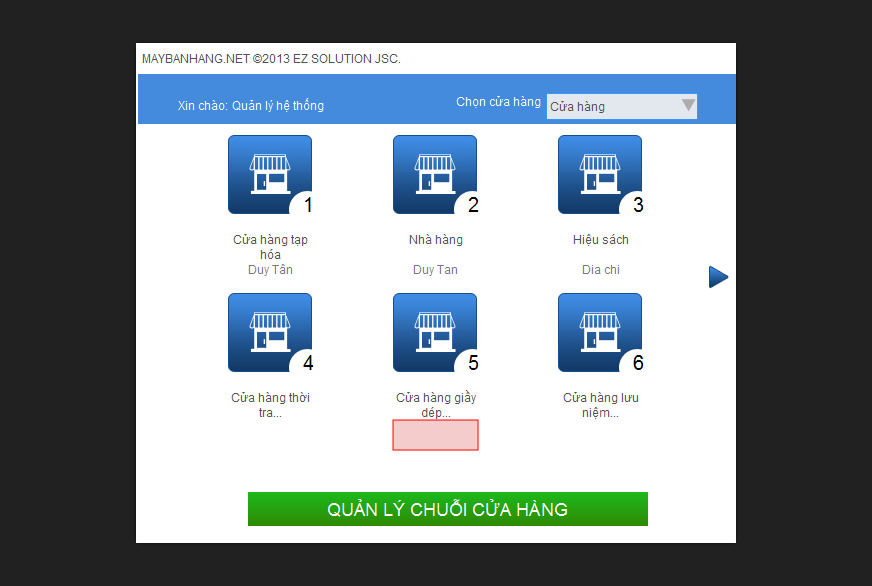 MAYBANHANG.NET ©2013 EZ SOLUTION JSC.
Xin chào: Quản lý hệ thống
Chọn cửa hàng
Cửa hàng
1
2
3
Cửa hàng tạp
hóa
Duy Tân
Nhà hàng
Duy Tan
Hiệu sách
Dia chi
4
5
6
Cửa hàng thời
tra...
Cửa hàng giầy
dép...
Cửa hàng lưu
niệm...
QUẢN LÝ CHUỖI CỬA HÀNG